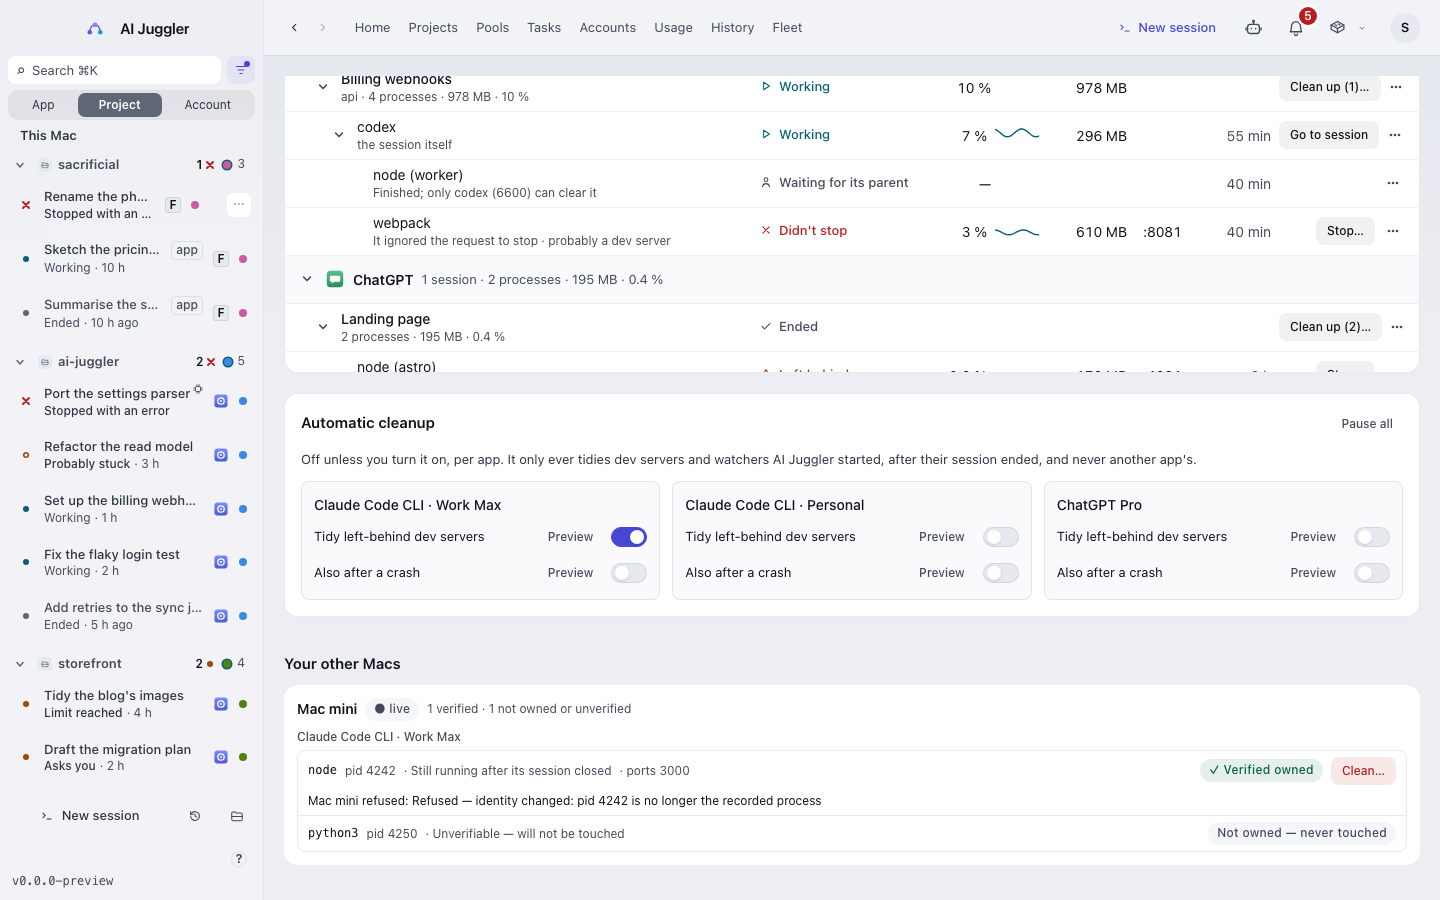 AI Juggler
Search ⌘K
App Project Account
This Mac
sacrificial 1 3
Rename the ph... F ...
Stopped with an ...
Sketch the pricin... app F
Working · 10 h
Summarise the s... app F
Ended · 10 h ago
ai-juggler 2 5
Port the settings parser
Stopped with an error
Refactor the read model
Probably stuck · 3 h
Set up the billing webh...
Working · 1 h
Fix the flaky login test
Working · 2 h
Add retries to the sync j...
Ended · 5 h ago
storefront 2 4
Tidy the blog's images
Limit reached · 4 h
Draft the migration plan
Asks you · 2 h
New session
?
v0.0.0-preview
Home Projects Pools Tasks Accounts Usage History Fleet New session 5 S
Billing webhooks Working 10 % 978 MB Clean up (1)...
api · 4 processes · 978 MB · 10 %
codex Working 7 % 296 MB 55 min Go to session
the session itself
node (worker) Waiting for its parent — 40 min
Finished; only codex (6600) can clear it
webpack Didn't stop 3 % 610 MB :8081 40 min Stop...
It ignored the request to stop · probably a dev server
ChatGPT 1 session · 2 processes · 195 MB · 0.4 %
Landing page Ended Clean up (2)...
2 processes · 195 MB · 0.4 %
node (astro)
Automatic cleanup Pause all
Off unless you turn it on, per app. It only ever tidies dev servers and watchers AI Juggler started, after their session ended, and never another app's.
Claude Code CLI · Work Max
Tidy left-behind dev servers Preview
Also after a crash Preview
Claude Code CLI · Personal
Tidy left-behind dev servers Preview
Also after a crash Preview
ChatGPT Pro
Tidy left-behind dev servers Preview
Also after a crash Preview
Your other Macs
Mac mini live 1 verified · 1 not owned or unverified
Claude Code CLI · Work Max
node pid 4242 · Still running after its session closed · ports 3000 ✓ Verified owned Clean...
Mac mini refused: Refused — identity changed: pid 4242 is no longer the recorded process
python3 pid 4250 · Unverifiable — will not be touched Not owned — never touched